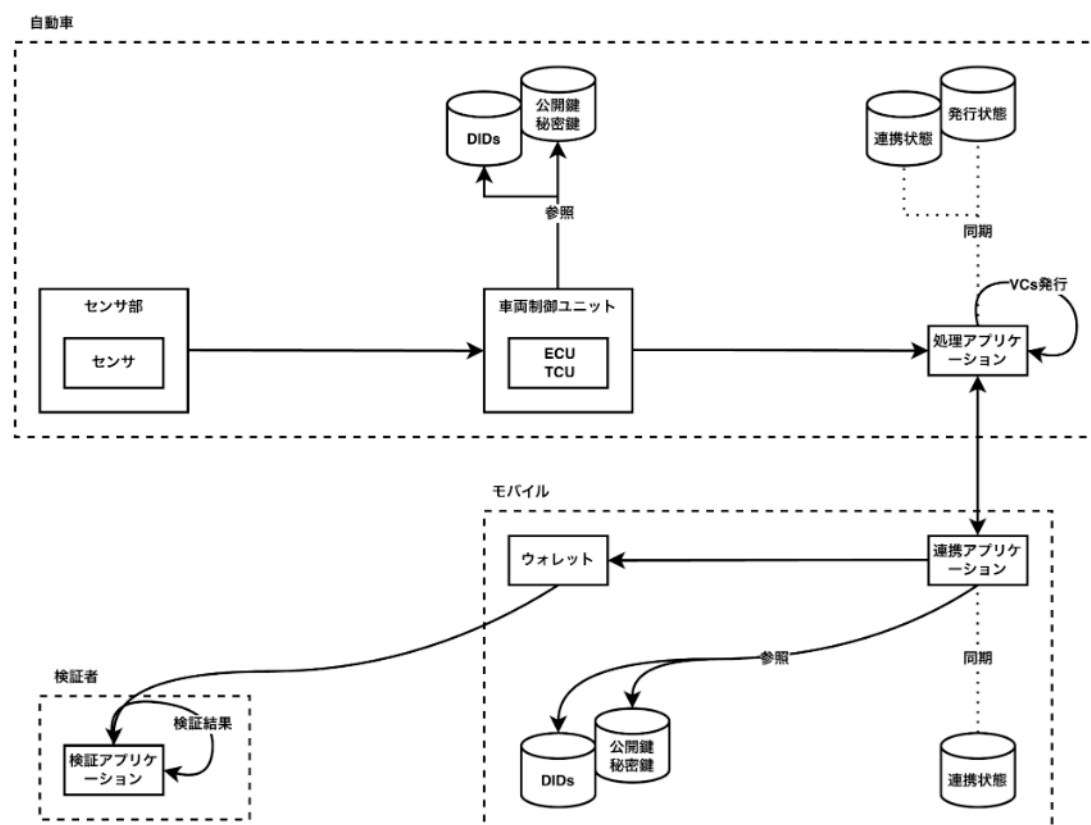 自動車
公開鍵
秘密鍵
DIDs
発行状態
連携状態
参照
同期
センサ部
センサ
車両制御ユニット
ECU
TCU
VCs発行
処理アプリケ
ーション
モバイル
ウォレット
連携アプリケ
ーション
参照
同期
検証者
検証結果
検証アプリケ
ーション
公開鍵
秘密鍵
DIDs
連携状態